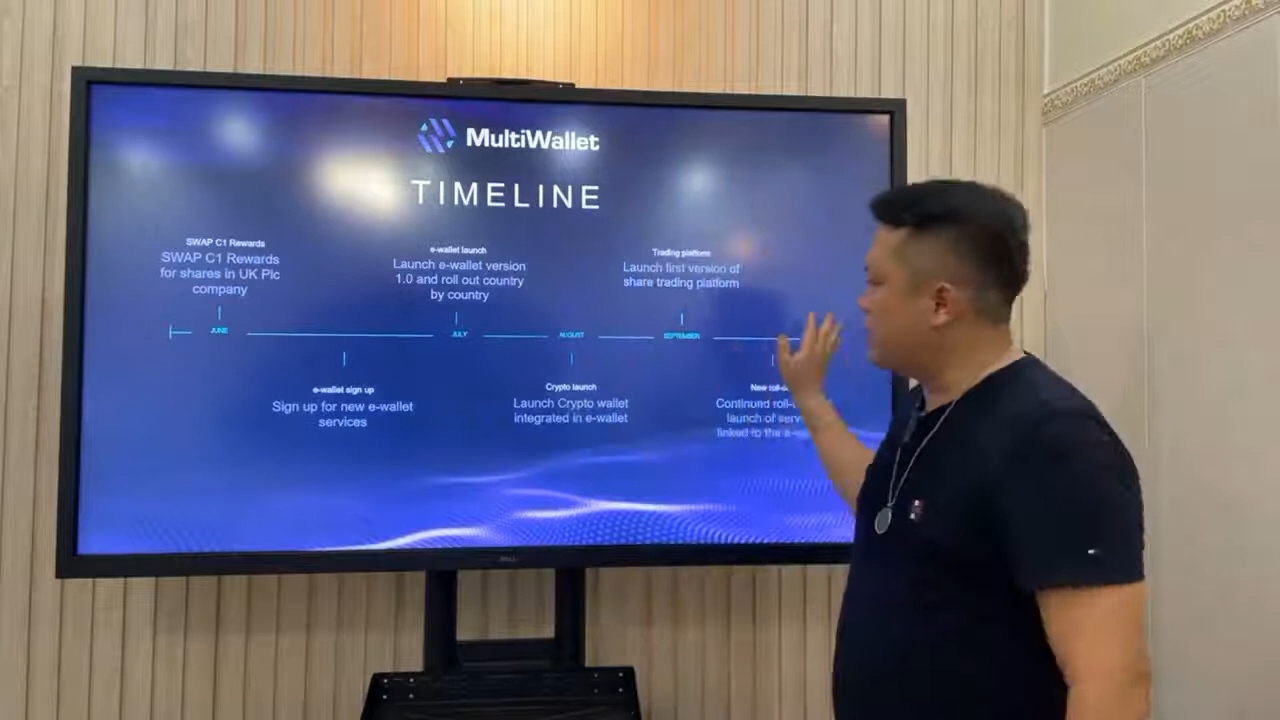 MultiWallet
TIMELINE
SWAP C1 Rewards
SWAP C1 Rewards
for shares in UK Plc
company
e-wallet launch
Launch e-wallet version
1.0 and roll out country
by country
Trading platform
Launch first version of
share trading platform
JUNE
JULY
AUGUST
SEPTEMBER
e-wallet sign up
Sign up for new e-wallet
services
Crypto launch
Launch Crypto wallet
integrated in e-wallet
New
Continued
launch of
linked to the
DELL